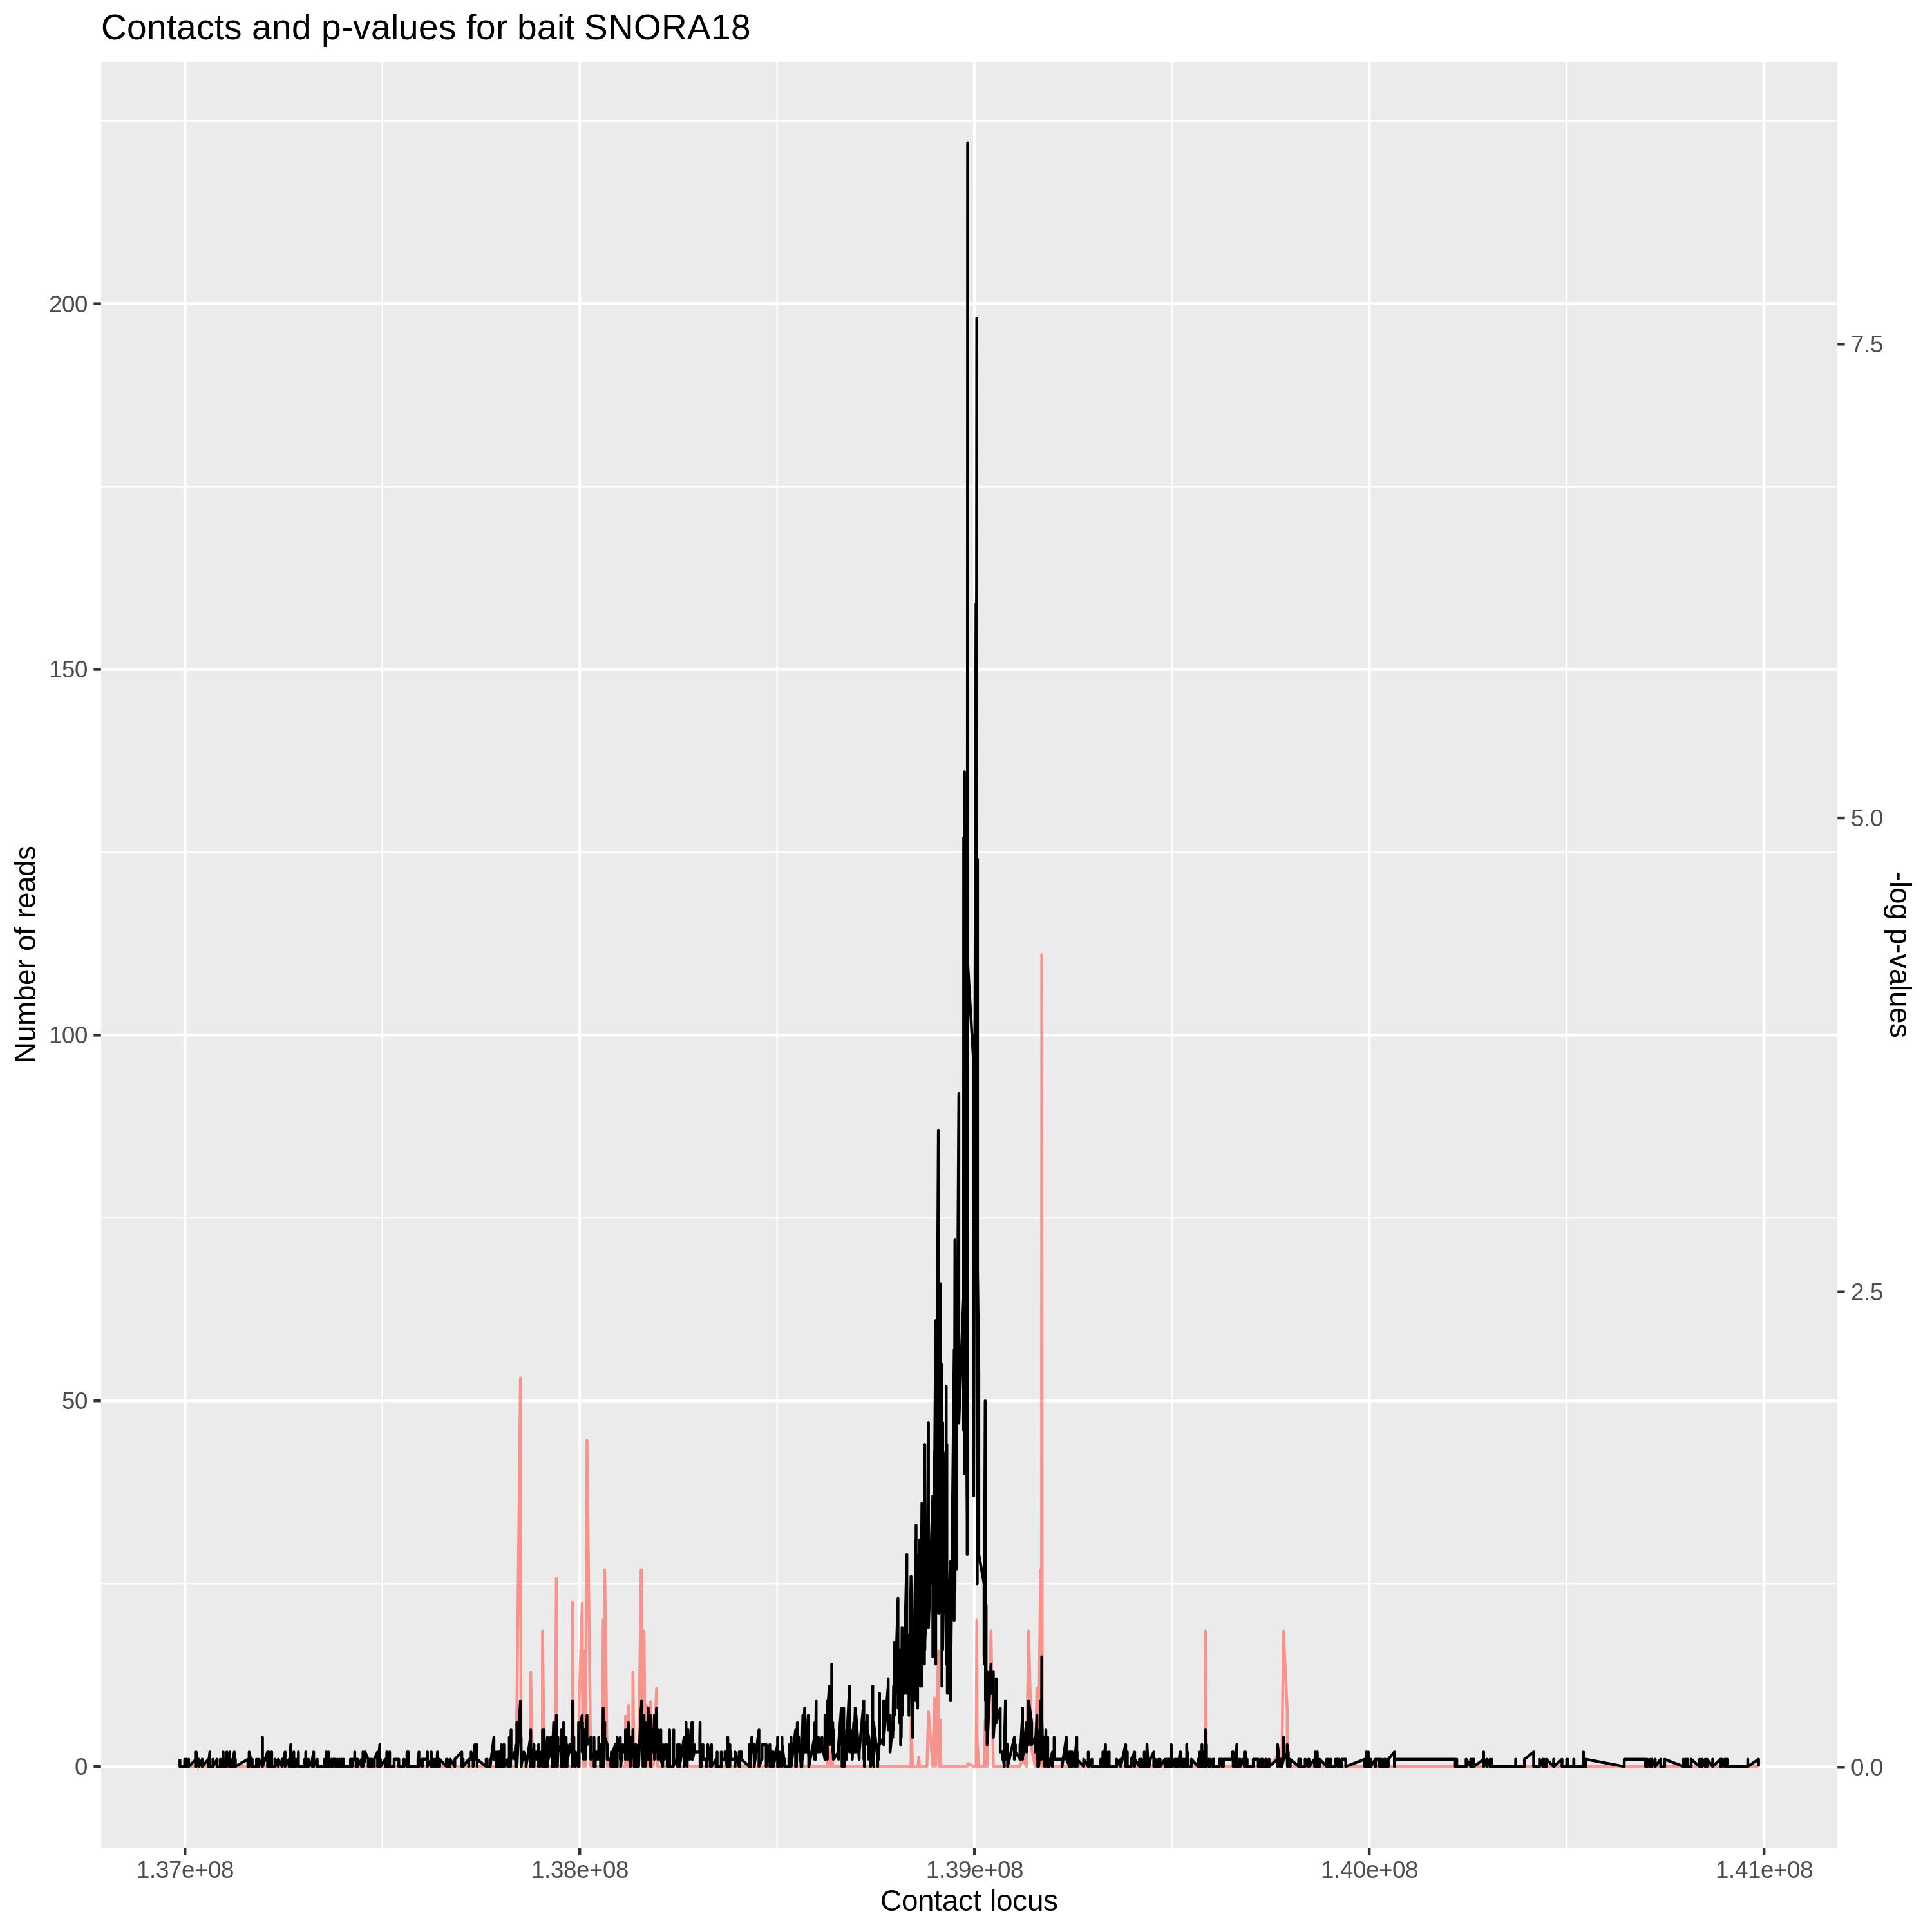 Contacts and p-values for bait SNORA18
Number of reads
200
150
100
50
0
7.5
5.0
2.5
0.0
-log p-values
1.37e+08
1.38e+08
1.39e+08
1.40e+08
1.41e+08
Contact locus